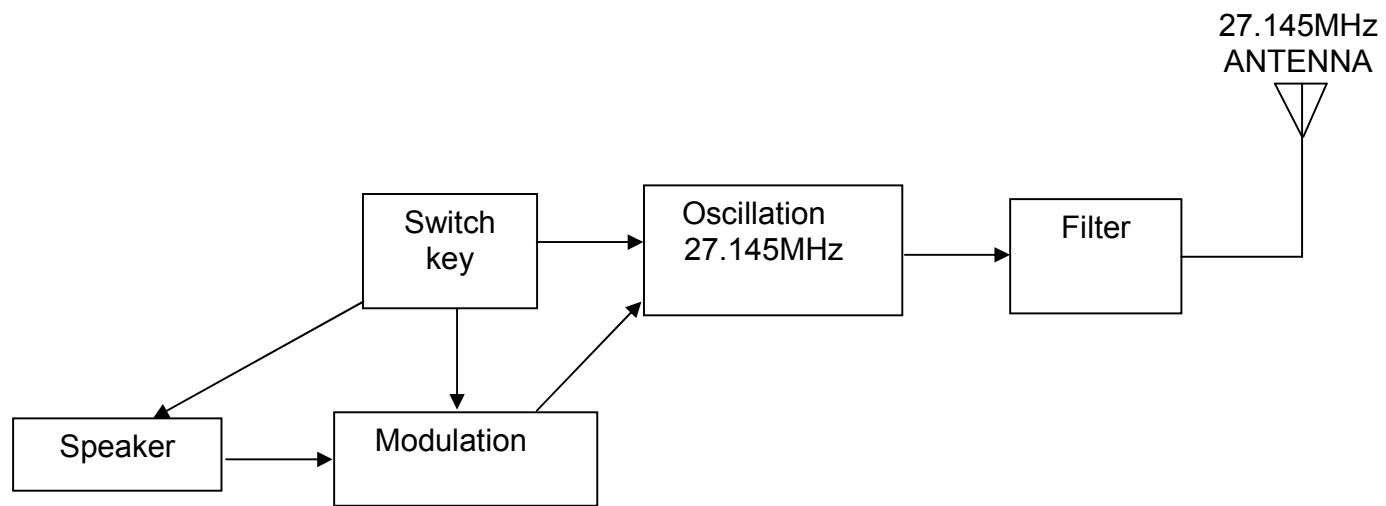 27.145MHz
ANTENNA
Switch
key
Oscillation
27.145MHz
Filter
Speaker
Modulation